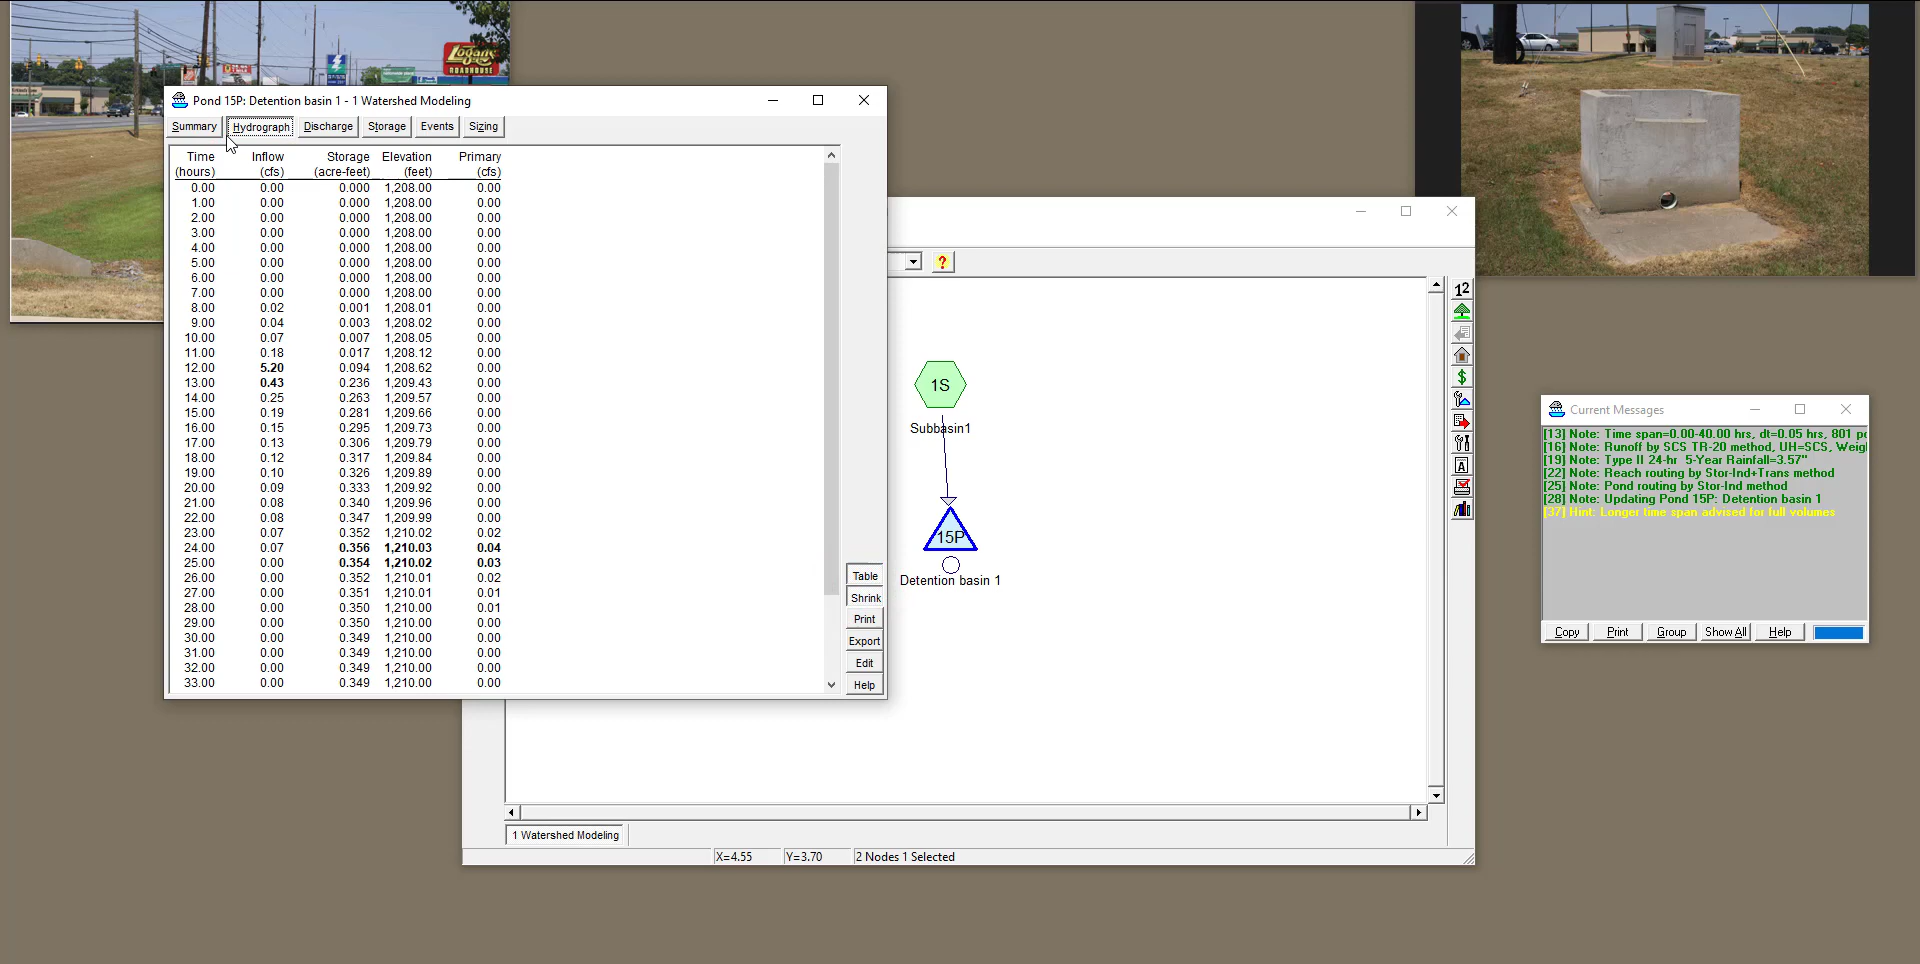 Logan's
ROADHOUSE
Pond 15P: Detention basin 1 - 1 Watershed Modeling
Summary Hydrograph Discharge Storage Events Sizing
Time Inflow Storage Elevation Primary
(hours) (cfs) (acre-feet) (feet) (cfs)
0.00 0.00 0.000 1,208.00 0.00
1.00 0.00 0.000 1,208.00 0.00
2.00 0.00 0.000 1,208.00 0.00
3.00 0.00 0.000 1,208.00 0.00
4.00 0.00 0.000 1,208.00 0.00
5.00 0.00 0.000 1,208.00 0.00
6.00 0.00 0.000 1,208.00 0.00
7.00 0.00 0.000 1,208.00 0.00
8.00 0.02 0.001 1,208.01 0.00
9.00 0.04 0.003 1,208.02 0.00
10.00 0.07 0.007 1,208.05 0.00
11.00 0.18 0.017 1,208.12 0.00
12.00 5.20 0.094 1,208.62 0.00
13.00 0.43 0.236 1,209.43 0.00
14.00 0.25 0.263 1,209.57 0.00
15.00 0.19 0.281 1,209.66 0.00
16.00 0.15 0.295 1,209.73 0.00
17.00 0.13 0.306 1,209.79 0.00
18.00 0.12 0.317 1,209.84 0.00
19.00 0.10 0.326 1,209.89 0.00
20.00 0.09 0.333 1,209.92 0.00
21.00 0.08 0.340 1,209.96 0.00
22.00 0.08 0.347 1,209.99 0.00
23.00 0.07 0.352 1,210.02 0.02
24.00 0.07 0.356 1,210.03 0.04
25.00 0.00 0.354 1,210.02 0.03
26.00 0.00 0.352 1,210.01 0.02
27.00 0.00 0.351 1,210.01 0.01
28.00 0.00 0.350 1,210.00 0.01
29.00 0.00 0.350 1,210.00 0.00
30.00 0.00 0.349 1,210.00 0.00
31.00 0.00 0.349 1,210.00 0.00
32.00 0.00 0.349 1,210.00 0.00
33.00 0.00 0.349 1,210.00 0.00
Table
Shrink
Print
Export
Edit
Help
?
12
$
A
1S
Subbasin1
15P
Detention basin 1
1 Watershed Modeling
X=4.55 Y=3.70 2 Nodes 1 Selected
Current Messages
[13] Note: Time span=0.00-40.00 hrs, dt=0.05 hrs, 801
[16] Note: Runoff by SCS TR-20 method, UH=SCS,
[19] Note: Type II 24-hr 5-Year Rainfall=3.57"
[22] Note: Reach routing by Stor-Ind+Trans method
[25] Note: Pond routing by Stor-Ind method
[28] Note: Updating Pond 15P: Detention basin 1
[37] Hint: Longer time span advised for full volumes
Copy Print Group Show All Help